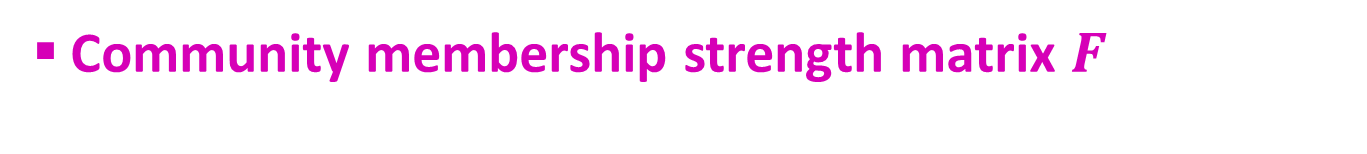 ▪ Community membership strength matrix 𝑭